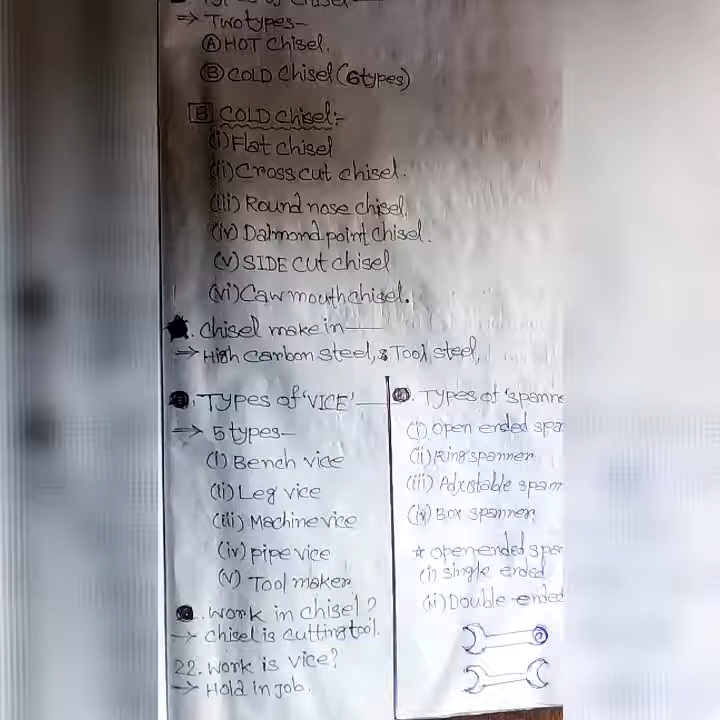 Types of chisel
⇒ Two types-
Ⓐ HOT Chisel.
Ⓑ COLD Chisel (6types)
B COLD Chisel:-
(i) Flat chisel
(ii) Cross cut chisel.
(iii) Round nose chisel.
(iv) Dalmond point Chisel.
(v) SIDE cut chisel
(vi) Caw mouth chisel.
★. Chisel make in—
⇒ High Carbon steel, & Tool steel,
●. TYPES of 'VICE'—
⇒ 5 types-
(i) Bench vice
(ii) Leg vice
(iii) Machine vice
(iv) pipe vice
(v) Tool maker
●. Work in chisel?
→ Chisel is cutting tool.
22. Work is vice?
→ Hold in Job.
●. Types of 'spanne
(i) Open ended spa
(ii) Ring spanner
(iii) Adjustable spam
(iv) Box spanner,
☆ open ended spa
(i) single ended
(ii) Double-ended